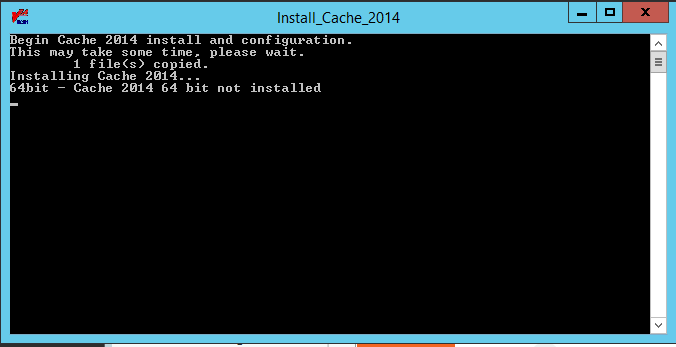 Install_Cache_2014
Begin Cache 2014 install and configuration.
This may take some time, please wait.
1 file(s) copied.
Installing Cache 2014...
64bit - Cache 2014 64 bit not installed